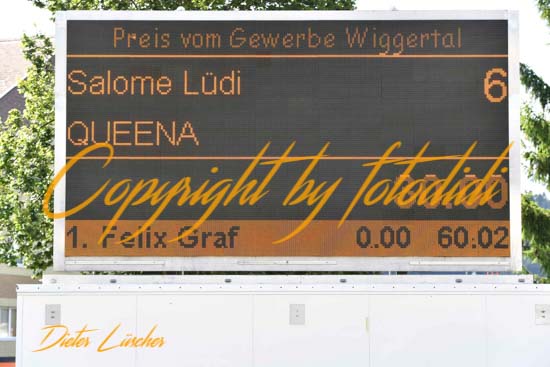 Preis vom Gewerbe Wiggertal
Salome Lüdi 6
QUEENA
Copyright by fotodidi
1. Felix Graf 0.00 60.02
Dieter Lüscher